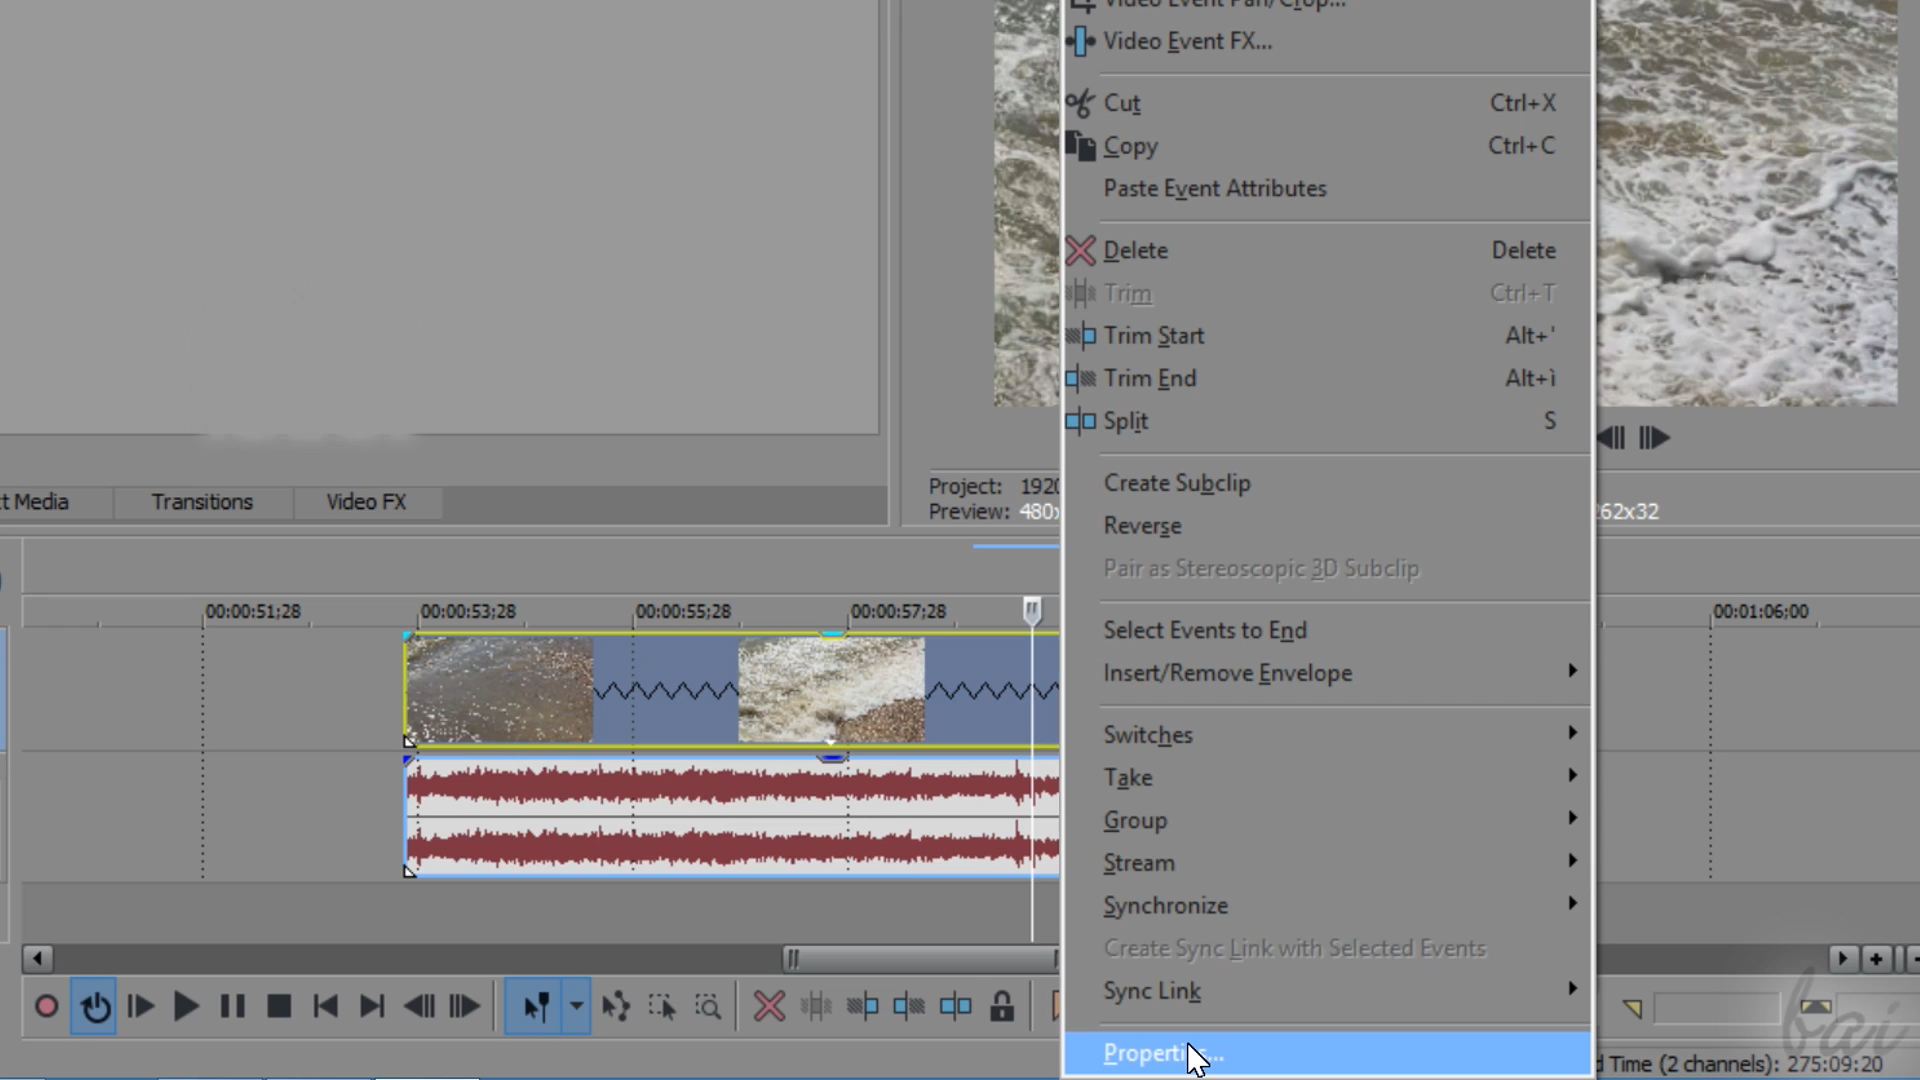 Video Event Pan/Crop...
Video Event FX...
Cut Ctrl+X
Copy Ctrl+C
Paste Event Attributes
Delete Delete
Trim Ctrl+T
Trim Start Alt+'
Trim End Alt+ì
Split S
Create Subclip
Reverse
Pair as Stereoscopic 3D Subclip
Select Events to End
Insert/Remove Envelope
Switches
Take
Group
Stream
Synchronize
Create Sync Link with Selected Events
Sync Link
Properties...
t Media Transitions Video FX
Project: 1920
Preview: 480x
262x32
00:00:51;28 00:00:53;28 00:00:55;28 00:00:57;28 00:01:06;00
d Time (2 channels): 275:09:20
bai